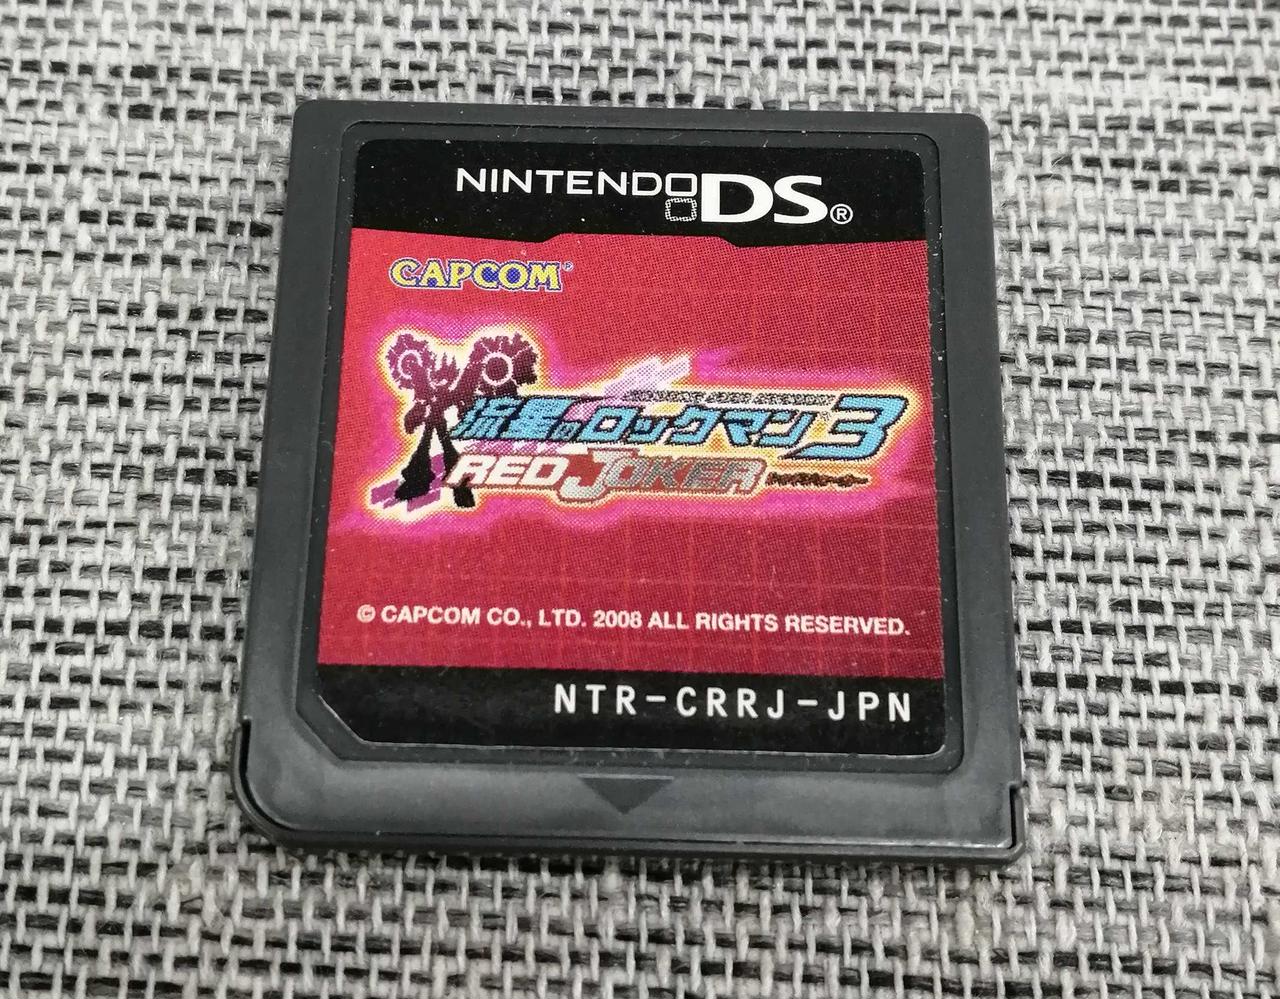 NINTENDO DS®
CAPCOM®
流星のロックマン3
RED JOKER
© CAPCOM CO., LTD. 2008 ALL RIGHTS RESERVED.
NTR-CRRJ-JPN